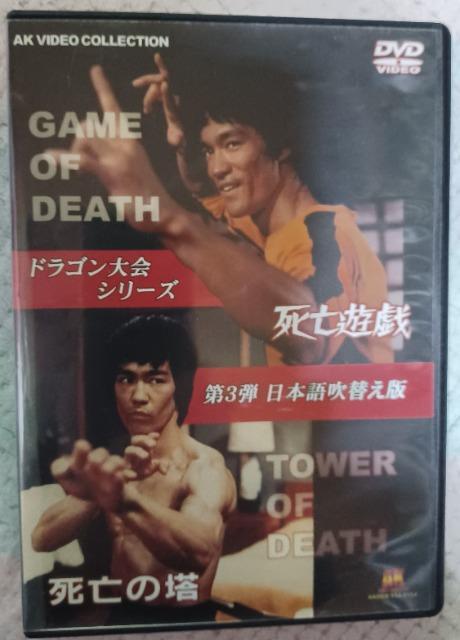 AK VIDEO COLLECTION
DVD
VIDEO
GAME
OF
DEATH
ドラゴン大会
シリーズ
死亡遊戯
第3弾 日本語吹替え版
TOWER
OF
DEATH
死亡の塔
AK